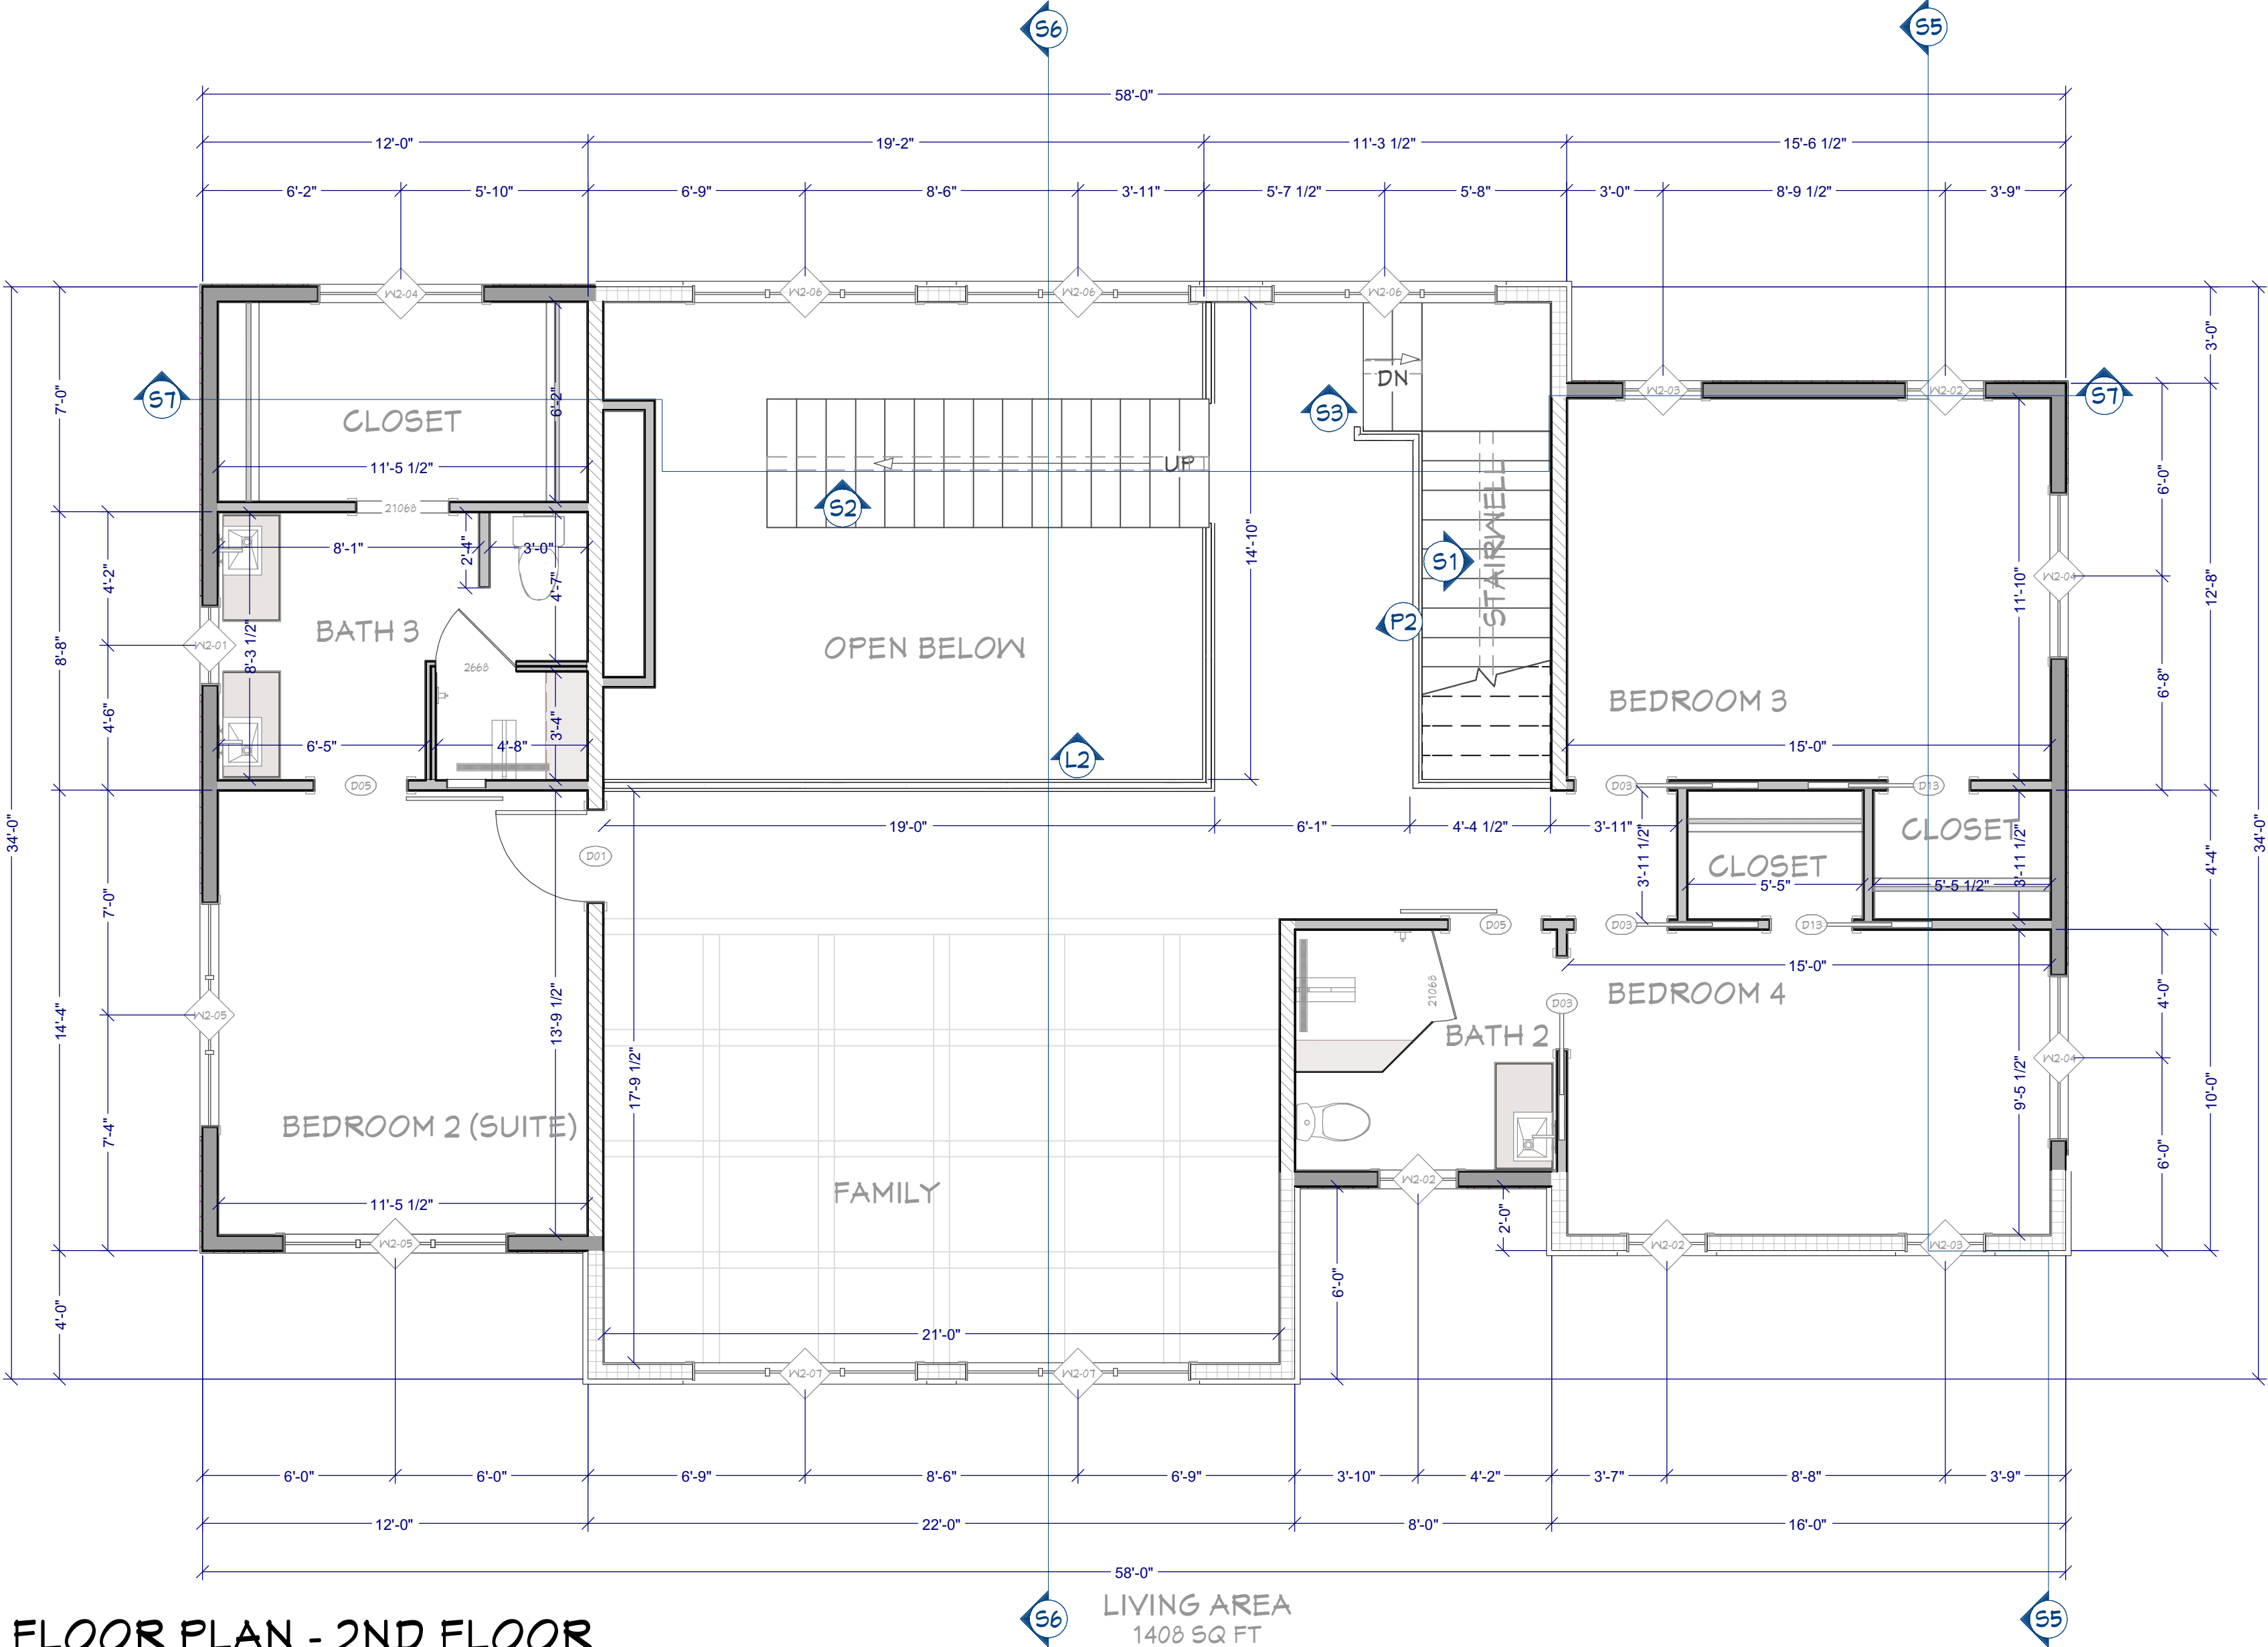 S6
S5
58'-0"
12'-0" 19'-2" 11'-3 1/2" 15'-6 1/2"
6'-2" 5'-10" 6'-9" 8'-6" 3'-11" 5'-7 1/2" 5'-8" 3'-0" 8'-9 1/2" 3'-9"
W2-04 W2-06 W2-06 W2-06
3'-0"
DN
W2-03 W2-02
S7 S7
7'-0"
6'-2"
CLOSET
S3
11'-5 1/2"
UP
6'-0"
STAIRWELL
21068
S2
8'-1" 2'-4" 3'-0"
14'-10"
S1
4'-2"
4'-7"
W2-04
11'-10"
12'-8"
P2
BATH 3
W2-01
8'-3 1/2"
8'-8"
OPEN BELOW
2668
6'-8"
BEDROOM 3
4'-6"
3'-4"
6'-5" 4'-8"
L2
15'-0"
D05
D03 D13
34'-0"
19'-0" 6'-1" 4'-4 1/2" 3'-11"
CLOSET
34'-0"
D01
3'-11 1/2"
CLOSET
3'-11 1/2"
4'-4"
5'-5" 5'-5 1/2"
7'-0"
D05 D03 D13
15'-0"
21068
BEDROOM 4
4'-0"
D03
W2-05
14'-4"
13'-9 1/2"
BATH 2
W2-04
17'-9 1/2"
9'-5 1/2"
10'-0"
BEDROOM 2 (SUITE)
7'-4"
6'-0"
W2-02
FAMILY
11'-5 1/2"
2'-0"
W2-05
W2-02 W2-03
6'-0"
4'-0"
21'-0"
W2-07 W2-07
6'-0" 6'-0" 6'-9" 8'-6" 6'-9" 3'-10" 4'-2" 3'-7" 8'-8" 3'-9"
12'-0" 22'-0" 8'-0" 16'-0"
58'-0"
S6
LIVING AREA
1408 SQ FT
S5
FLOOR PLAN - 2ND FLOOR